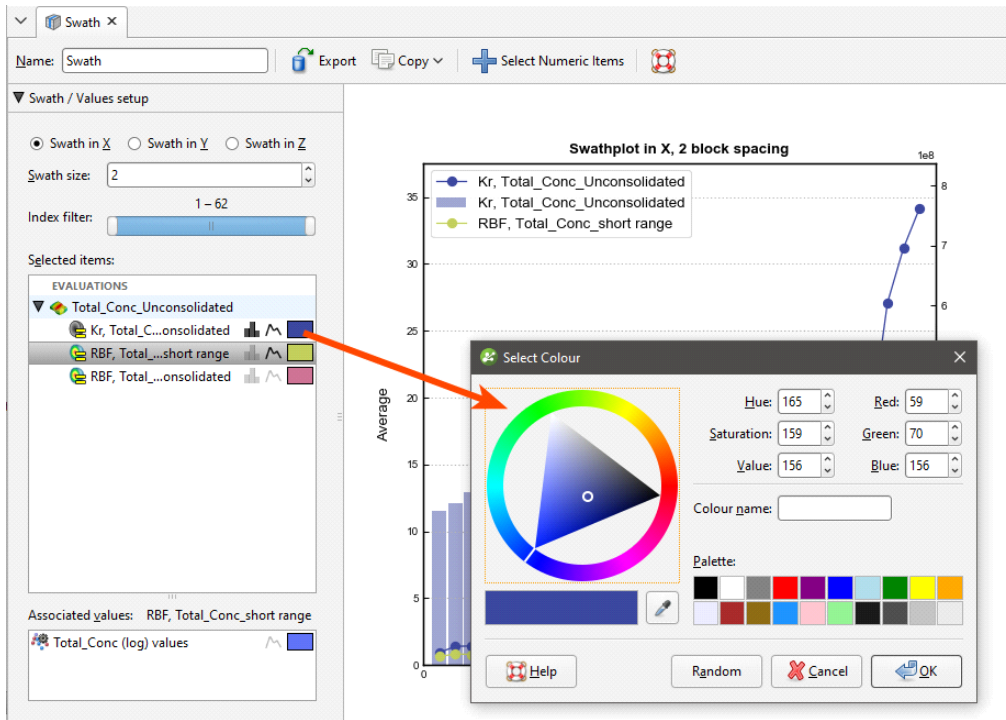 Swath
Name: Swath Export Copy Select Numeric Items
Swath / Values setup
Swath in X Swath in Y Swath in Z
Swath size: 2
1 – 62
Index filter:
Selected items:
EVALUATIONS
Total_Conc_Unconsolidated
Kr, Total_C...onsolidated
RBF, Total_...short range
RBF, Total_...onsolidated
Associated values: RBF, Total_Conc_short range
Total_Conc (log) values
Swathplot in X, 2 block spacing
1e8
Kr, Total_Conc_Unconsolidated
Kr, Total_Conc_Unconsolidated
RBF, Total_Conc_short range
Average
35
30
25
20
15
10
5
0
0
8
7
6
Select Colour
Hue: 165 Red: 59
Saturation: 159 Green: 70
Value: 156 Blue: 156
Colour name:
Palette:
Help Random Cancel OK